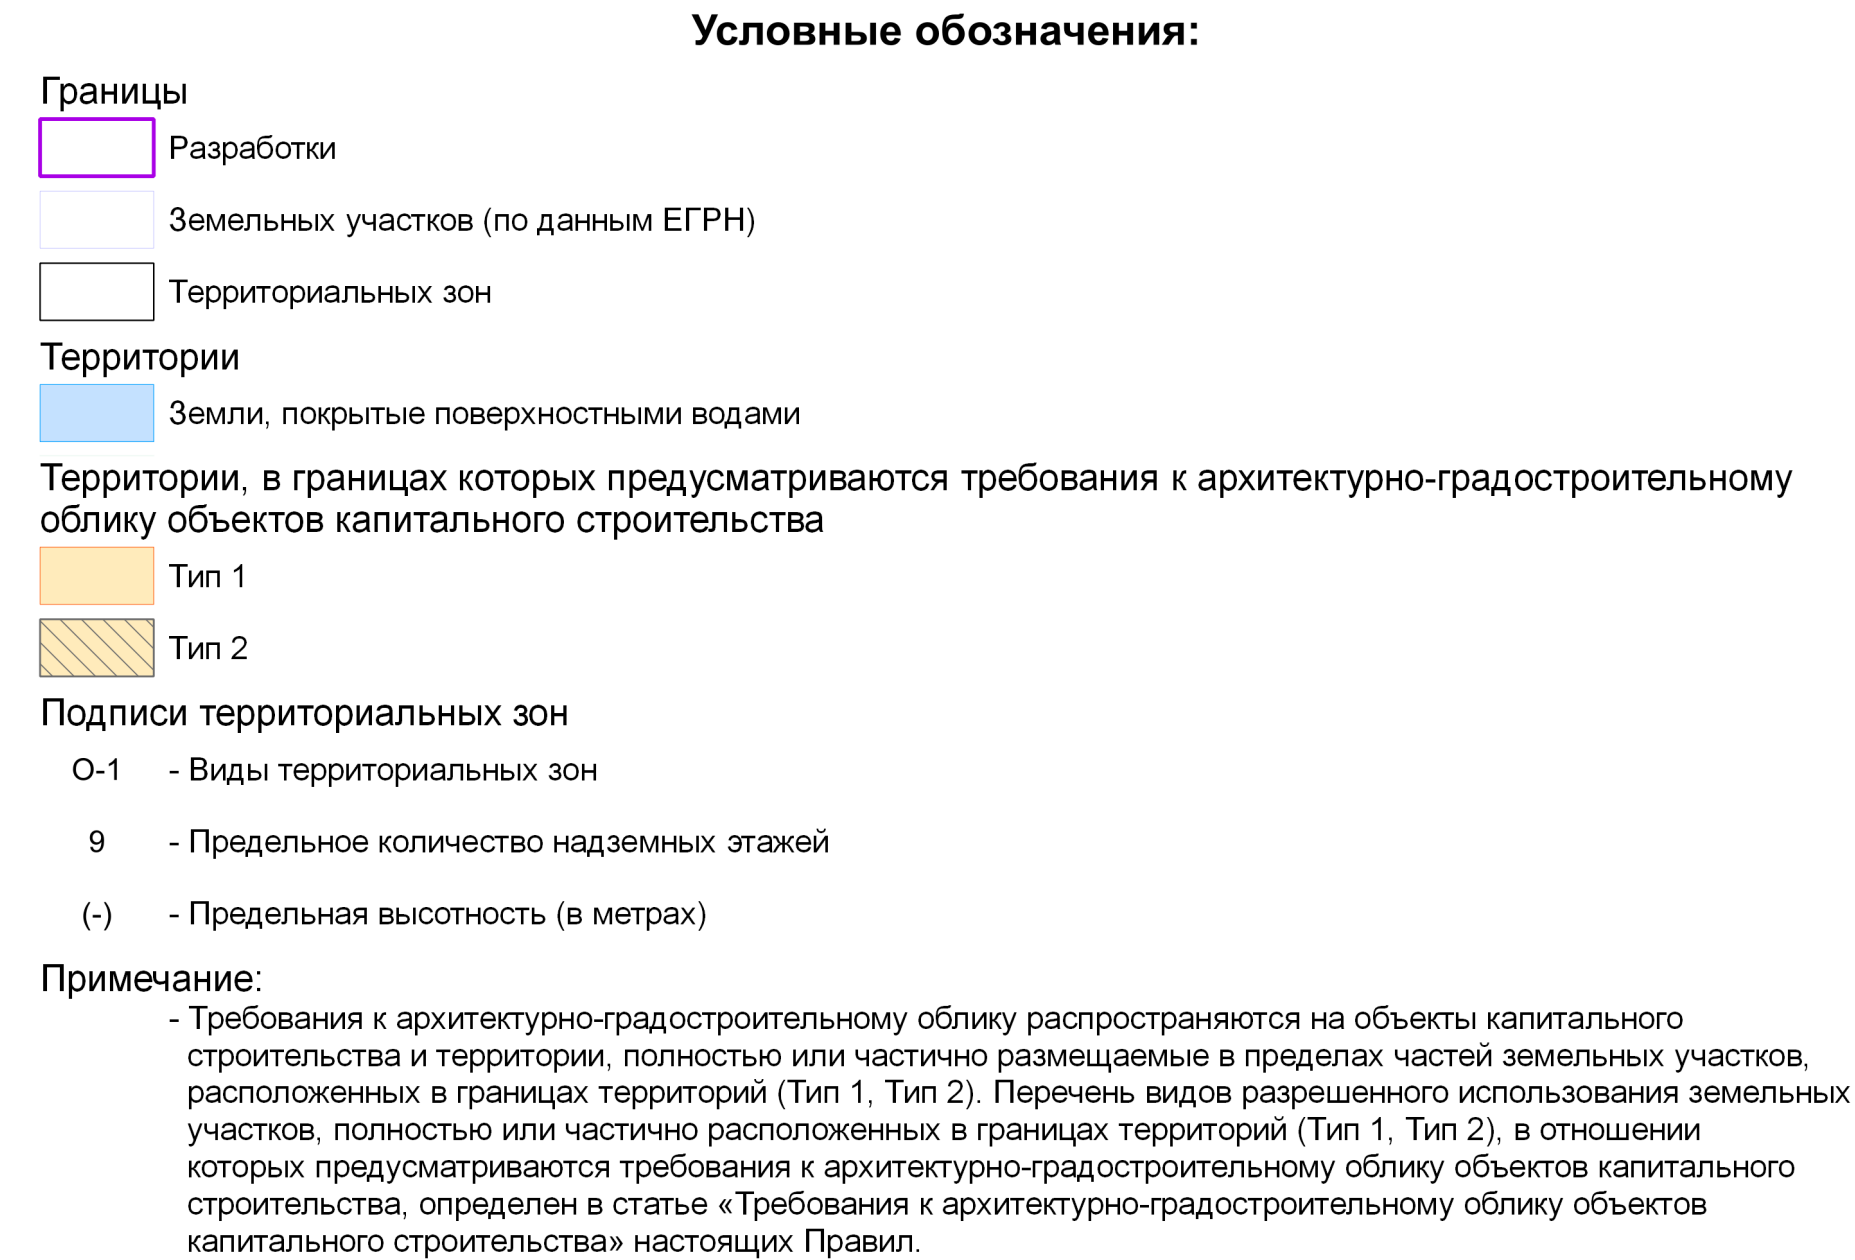 Условные обозначения:
Границы
Разработки
Земельных участков (по данным ЕГРН)
Территориальных зон
Территории
Земли, покрытые поверхностными водами
Территории, в границах которых предусматриваются требования к архитектурно-градостроительному
облику объектов капитального строительства
Тип 1
Тип 2
Подписи территориальных зон
О-1 - Виды территориальных зон
9 - Предельное количество надземных этажей
(-) - Предельная высотность (в метрах)
Примечание:
- Требования к архитектурно-градостроительному облику распространяются на объекты капитального
строительства и территории, полностью или частично размещаемые в пределах частей земельных участков,
расположенных в границах территорий (Тип 1, Тип 2). Перечень видов разрешенного использования земельных
участков, полностью или частично расположенных в границах территорий (Тип 1, Тип 2), в отношении
которых предусматриваются требования к архитектурно-градостроительному облику объектов капитального
строительства, определен в статье «Требования к архитектурно-градостроительному облику объектов
капитального строительства» настоящих Правил.